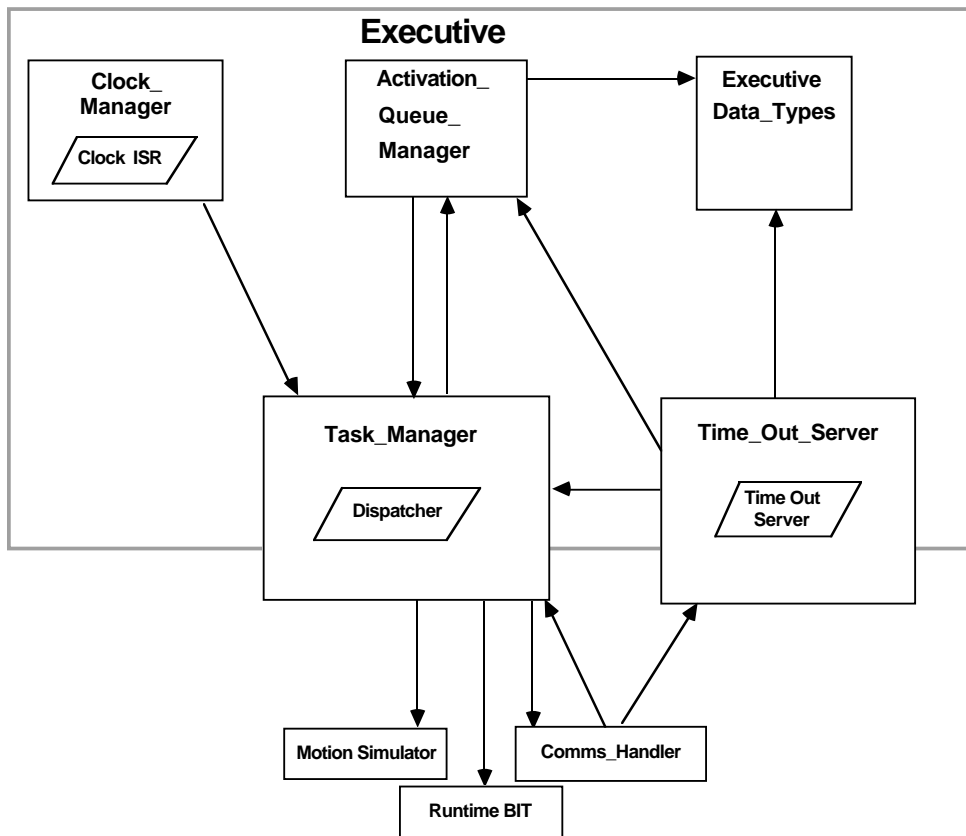 Executive
Clock_
Manager
Clock ISR
Activation_
Queue_
Manager
Executive
Data_Types
Task_Manager
Dispatcher
Time_Out_Server
Time Out
Server
Motion Simulator
Comms_Handler
Runtime BIT